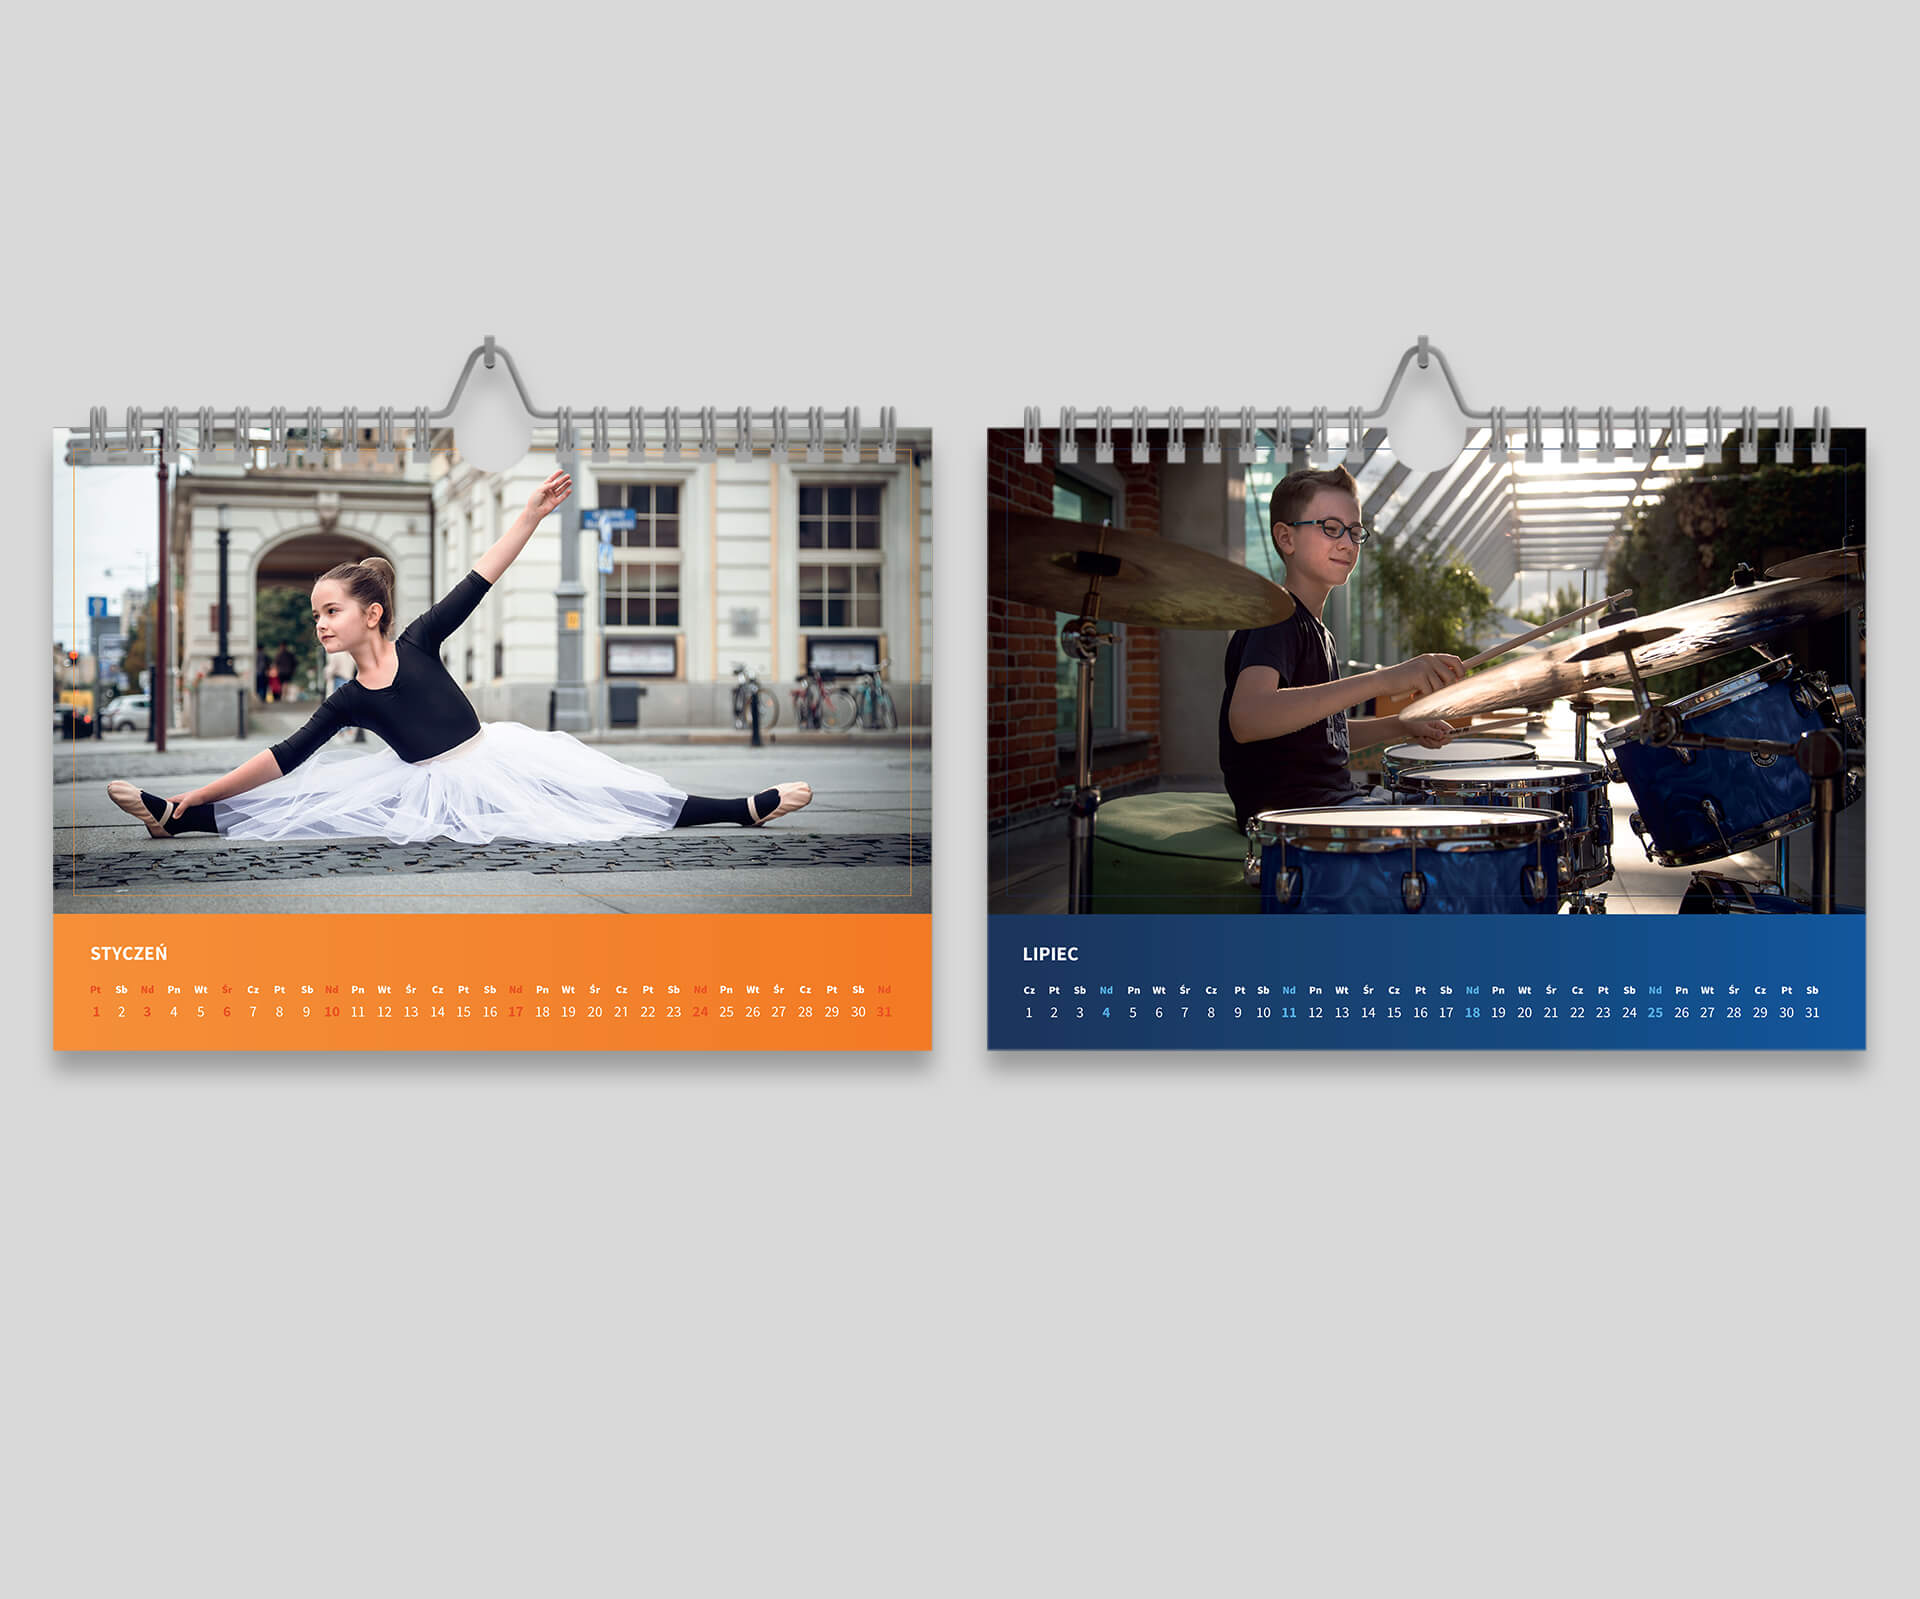 STYCZEŃ
Pt Sb Nd Pn Wt Śr Cz Pt Sb Nd Pn Wt Śr Cz Pt Sb Nd Pn Wt Śr Cz Pt Sb Nd Pn Wt Śr Cz Pt Sb Nd
1 2 3 4 5 6 7 8 9 10 11 12 13 14 15 16 17 18 19 20 21 22 23 24 25 26 27 28 29 30 31
LIPIEC
Cz Pt Sb Nd Pn Wt Śr Cz Pt Sb Nd Pn Wt Śr Cz Pt Sb Nd Pn Wt Śr Cz Pt Sb Nd Pn Wt Śr Cz Pt Sb
1 2 3 4 5 6 7 8 9 10 11 12 13 14 15 16 17 18 19 20 21 22 23 24 25 26 27 28 29 30 31